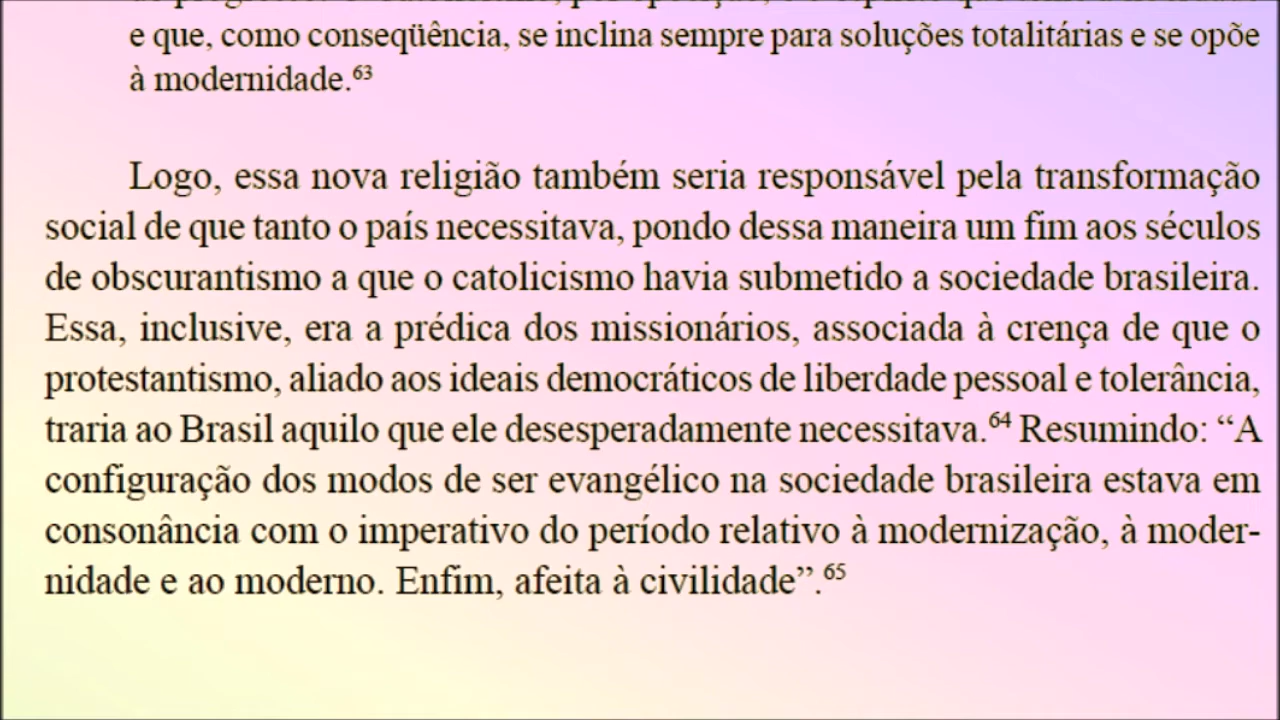 e que, como conseqüência, se inclina sempre para soluções totalitárias e se opõe
à modernidade.⁶³
Logo, essa nova religião também seria responsável pela transformação
social de que tanto o país necessitava, pondo dessa maneira um fim aos séculos
de obscurantismo a que o catolicismo havia submetido a sociedade brasileira.
Essa, inclusive, era a prédica dos missionários, associada à crença de que o
protestantismo, aliado aos ideais democráticos de liberdade pessoal e tolerância,
traria ao Brasil aquilo que ele desesperadamente necessitava.⁶⁴ Resumindo: “A
configuração dos modos de ser evangélico na sociedade brasileira estava em
consonância com o imperativo do período relativo à modernização, à moder-
nidade e ao moderno. Enfim, afeita à civilidade”.⁶⁵